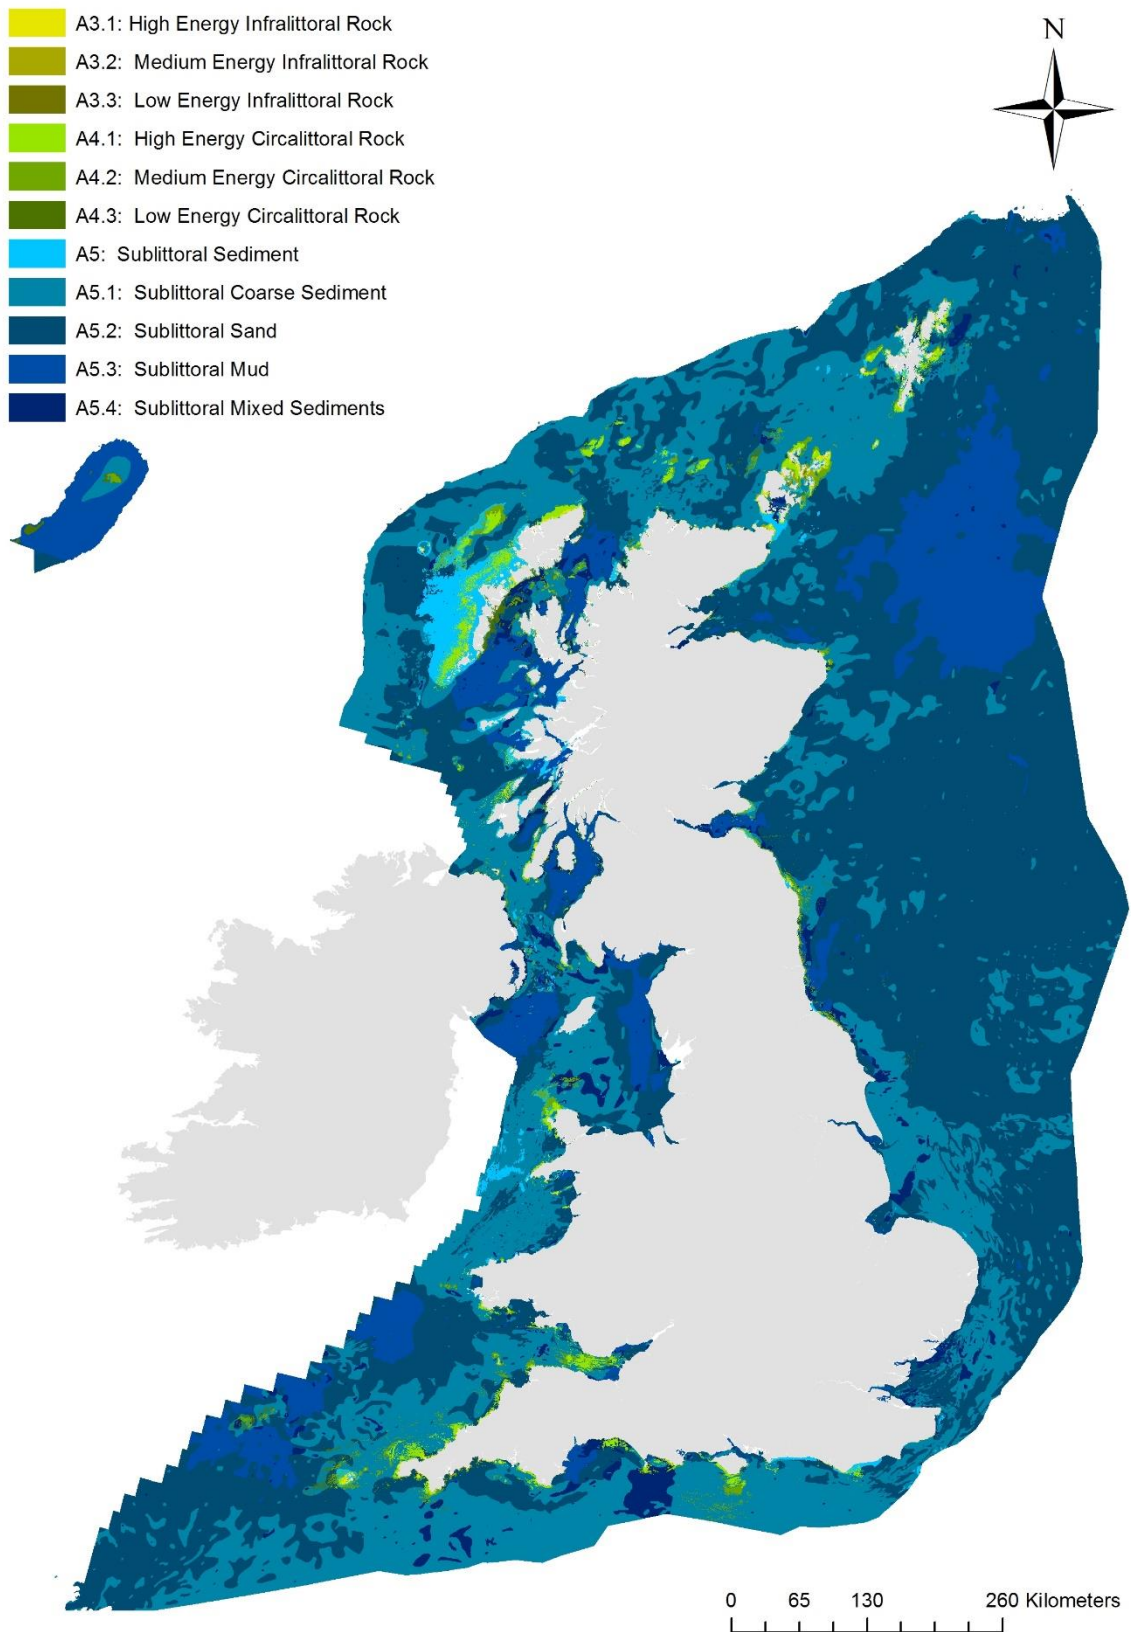 A3.1: High Energy Infralittoral Rock
A3.2: Medium Energy Infralittoral Rock
A3.3: Low Energy Infralittoral Rock
A4.1: High Energy Circalittoral Rock
A4.2: Medium Energy Circalittoral Rock
A4.3: Low Energy Circalittoral Rock
A5: Sublittoral Sediment
A5.1: Sublittoral Coarse Sediment
A5.2: Sublittoral Sand
A5.3: Sublittoral Mud
A5.4: Sublittoral Mixed Sediments
N
0 65 130 260 Kilometers